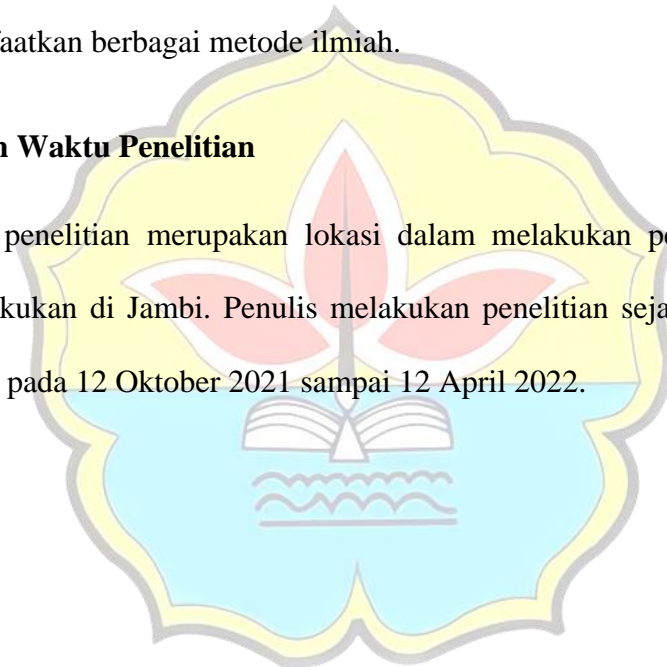 faatkan berbagai metode ilmiah.
n Waktu Penelitian
penelitian merupakan lokasi dalam melakukan pe
kukan di Jambi. Penulis melakukan penelitian seja
pada 12 Oktober 2021 sampai 12 April 2022.